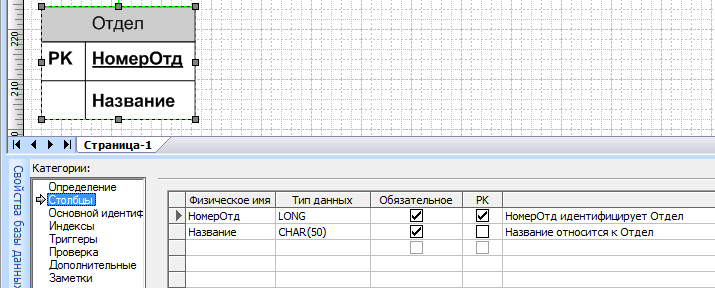 Отдел
PK НомерОтд
Название
220
210
Страница-1
Свойства базы данных
Категории:
Определение
Столбцы
Основной идентиф
Индексы
Триггеры
Проверка
Дополнительные
Заметки
Физическое имя Тип данных Обязательное PK
НомерОтд LONG НомерОтд идентифицирует Отдел
Название CHAR(50) Название относится к Отдел